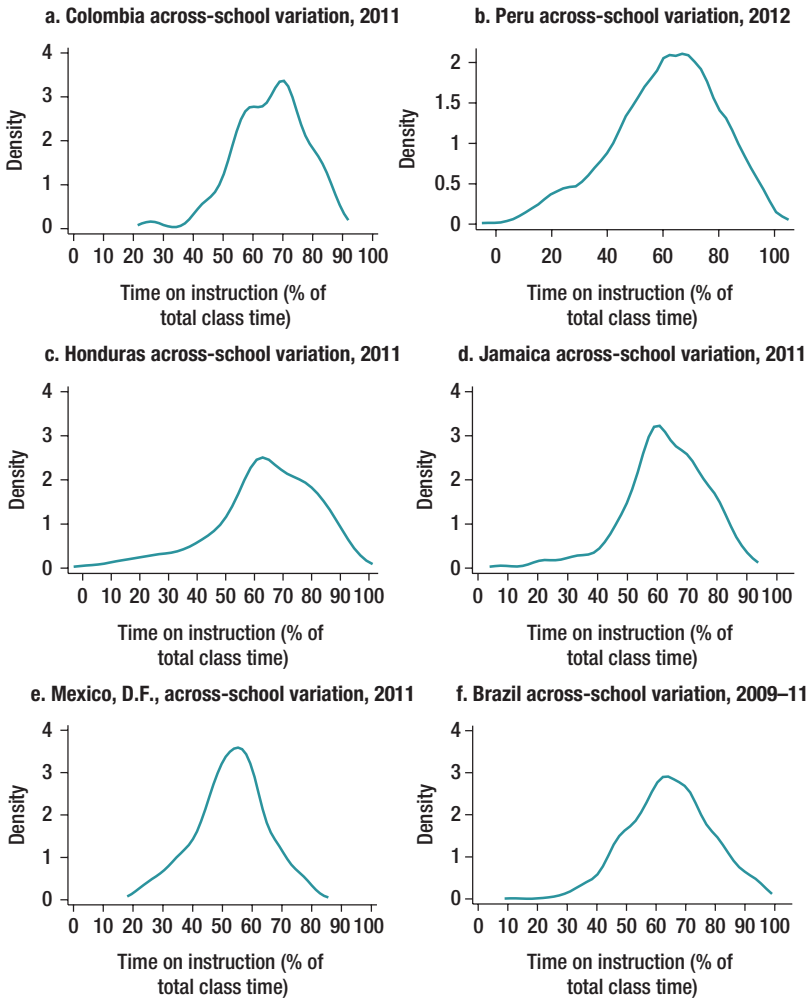 a. Colombia across-school variation, 2011
4
3
2
1
0
Density
0 10 20 30 40 50 60 70 80 90 100
Time on instruction (% of
total class time)
b. Peru across-school variation, 2012
2
1.5
1
0.5
0
Density
0 20 40 60 80 100
Time on instruction (% of
total class time)
c. Honduras across-school variation, 2011
4
3
2
1
0
Density
0 10 20 30 40 50 60 70 80 90 100
Time on instruction (% of
total class time)
d. Jamaica across-school variation, 2011
4
3
2
1
0
Density
0 10 20 30 40 50 60 70 80 90 100
Time on instruction (% of
total class time)
e. Mexico, D.F., across-school variation, 2011
4
3
2
1
0
Density
0 10 20 30 40 50 60 70 80 90 100
Time on instruction (% of
total class time)
f. Brazil across-school variation, 2009–11
4
3
2
1
0
Density
0 10 20 30 40 50 60 70 80 90 100
Time on instruction (% of
total class time)